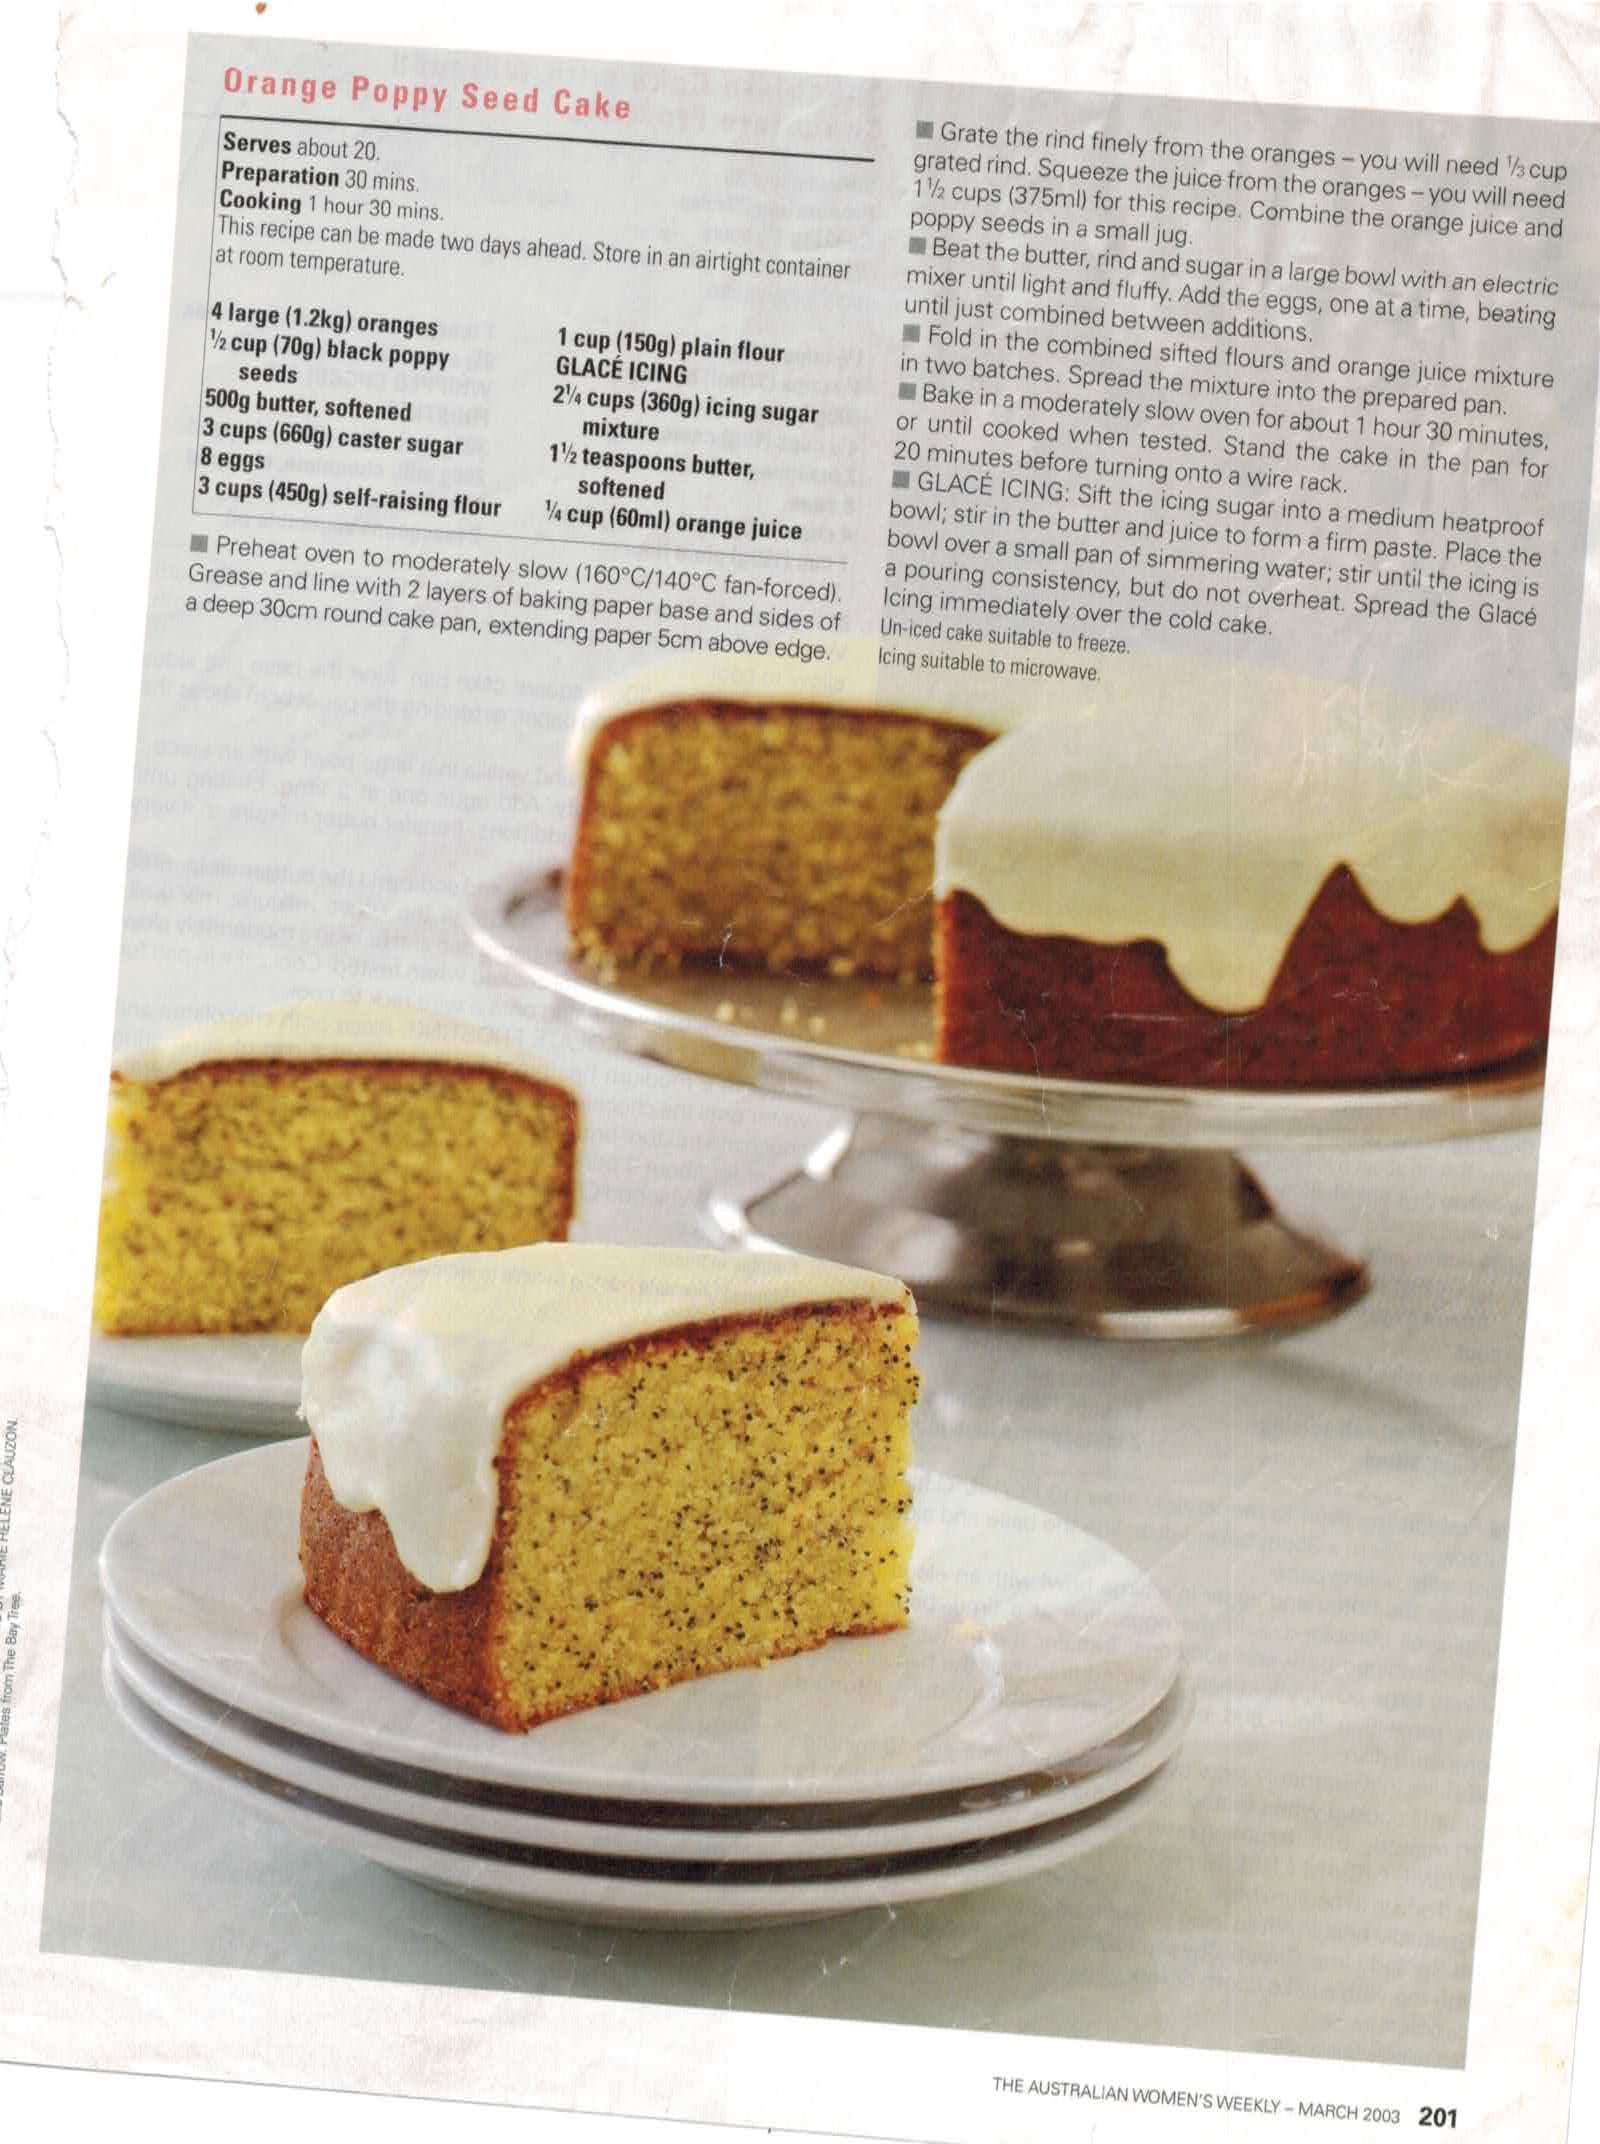 Orange Poppy Seed Cake
Serves about 20.
Preparation 30 mins.
Cooking 1 hour 30 mins.
This recipe can be made two days ahead. Store in an airtight container
at room temperature.
4 large (1.2kg) oranges
½ cup (70g) black poppy
seeds
500g butter, softened
3 cups (660g) caster sugar
8 eggs
3 cups (450g) self-raising flour
1 cup (150g) plain flour
GLACÉ ICING
2¼ cups (360g) icing sugar
mixture
1½ teaspoons butter,
softened
¼ cup (60ml) orange juice
■ Preheat oven to moderately slow (160°C/140°C fan-forced).
Grease and line with 2 layers of baking paper base and sides of
a deep 30cm round cake pan, extending paper 5cm above edge.
■ Grate the rind finely from the oranges – you will need ⅓ cup
grated rind. Squeeze the juice from the oranges – you will need
1½ cups (375ml) for this recipe. Combine the orange juice and
poppy seeds in a small jug.
■ Beat the butter, rind and sugar in a large bowl with an electric
mixer until light and fluffy. Add the eggs, one at a time, beating
until just combined between additions.
■ Fold in the combined sifted flours and orange juice mixture
in two batches. Spread the mixture into the prepared pan.
■ Bake in a moderately slow oven for about 1 hour 30 minutes,
or until cooked when tested. Stand the cake in the pan for
20 minutes before turning onto a wire rack.
■ GLACÉ ICING: Sift the icing sugar into a medium heatproof
bowl; stir in the butter and juice to form a firm paste. Place the
bowl over a small pan of simmering water; stir until the icing is
a pouring consistency, but do not overheat. Spread the Glacé
Icing immediately over the cold cake.
Un-iced cake suitable to freeze.
Icing suitable to microwave.
HELENE CLAUZON.
Plates from The Bay Tree.
THE AUSTRALIAN WOMEN'S WEEKLY – MARCH 2003 201